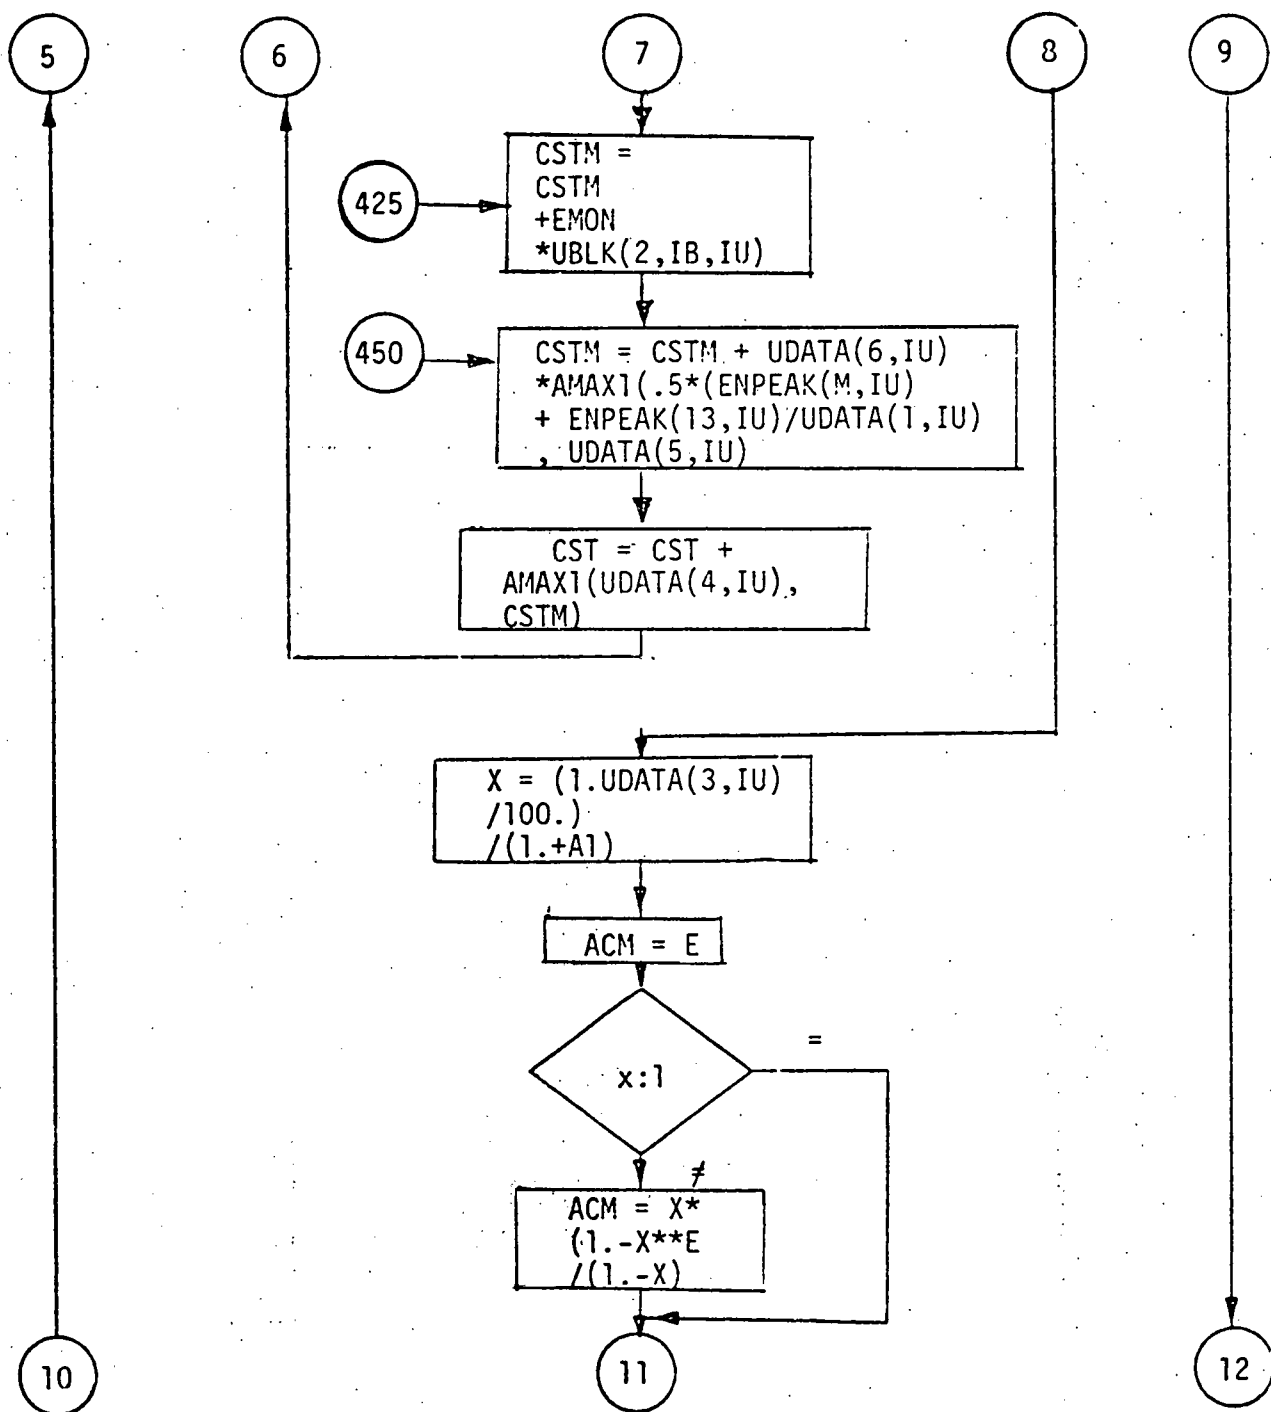 5
6
7
8
9
425
CSTM =
CSTM
+EMON
*UBLK(2,IB,IU)
450
CSTM = CSTM + UDATA(6,IU)
*AMAX1(.5*(ENPEAK(M,IU)
+ ENPEAK(13,IU)/UDATA(1,IU)
, UDATA(5,IU)
CST = CST +
AMAX1(UDATA(4,IU),
CSTM)
X = (1.UDATA(3,IU)
/100.)
/(1.+A1)
ACM = E
x:1
=
≠
ACM = X*
(1.-X**E
/(1.-X)
10
11
12